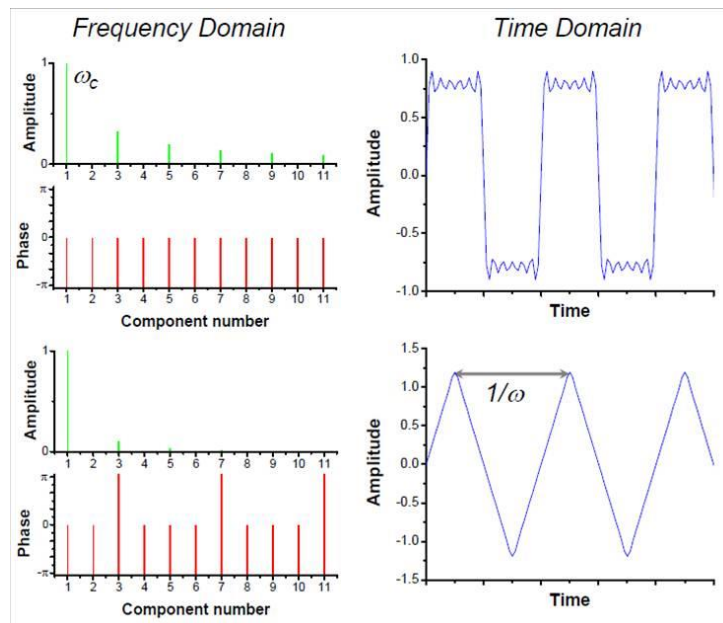 Frequency Domain
Time Domain
Amplitude
1
0
ω_c
1 2 3 4 5 6 7 8 9 10 11
Phase
π
0
-π
1 2 3 4 5 6 7 8 9 10 11
Component number
Amplitude
1.0
0.5
0.0
-0.5
-1.0
Time
Amplitude
1
0
1 2 3 4 5 6 7 8 9 10 11
Phase
π
0
-π
1 2 3 4 5 6 7 8 9 10 11
Component number
Amplitude
1.5
1.0
0.5
0.0
-0.5
-1.0
-1.5
1/ω
Time